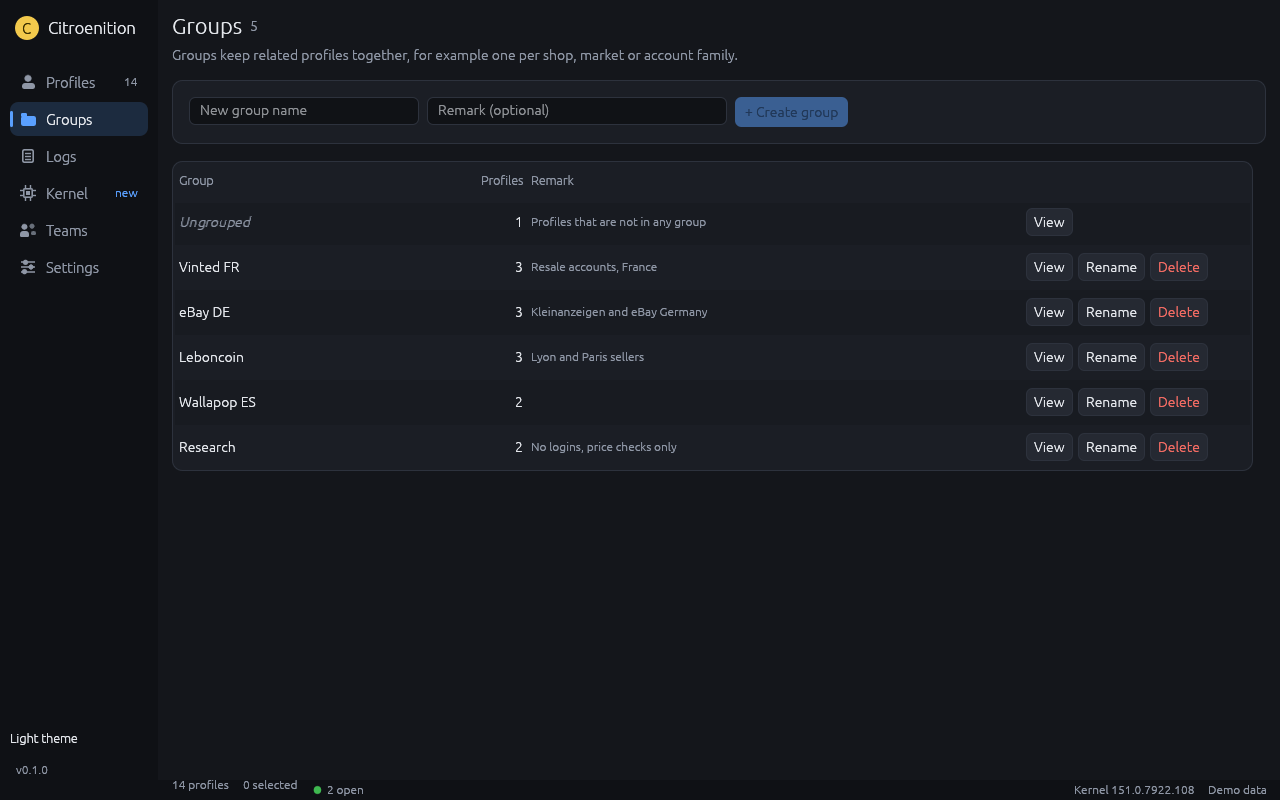 C Citroenition
Profiles 14
Groups
Logs
Kernel new
Teams
Settings
Light theme
v0.1.0
Groups 5
Groups keep related profiles together, for example one per shop, market or account family.
New group name Remark (optional) + Create group
Group Profiles Remark
Ungrouped 1 Profiles that are not in any group View
Vinted FR 3 Resale accounts, France View Rename Delete
eBay DE 3 Kleinanzeigen and eBay Germany View Rename Delete
Leboncoin 3 Lyon and Paris sellers View Rename Delete
Wallapop ES 2 View Rename Delete
Research 2 No logins, price checks only View Rename Delete
14 profiles 0 selected 2 open Kernel 151.0.7922.108 Demo data